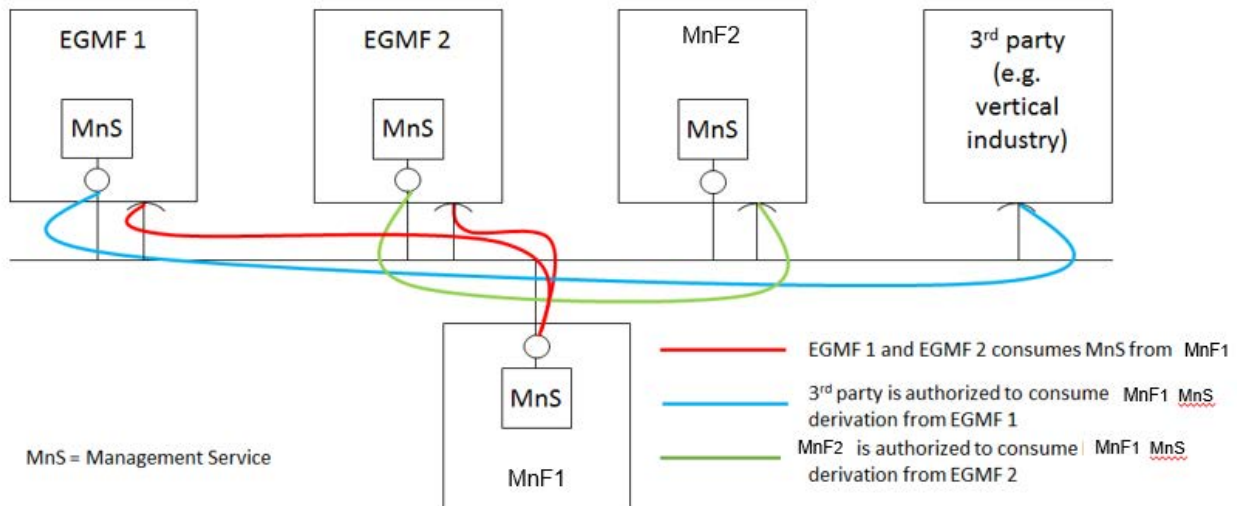 EGMF 1
MnS
EGMF 2
MnS
MnF2
MnS
3rd party
(e.g.
vertical
industry)
MnS
MnF1
MnS = Management Service
EGMF 1 and EGMF 2 consumes MnS from MnF1
3rd party is authorized to consume MnF1 MnS
derivation from EGMF 1
MnF2 is authorized to consume MnF1 MnS
derivation from EGMF 2